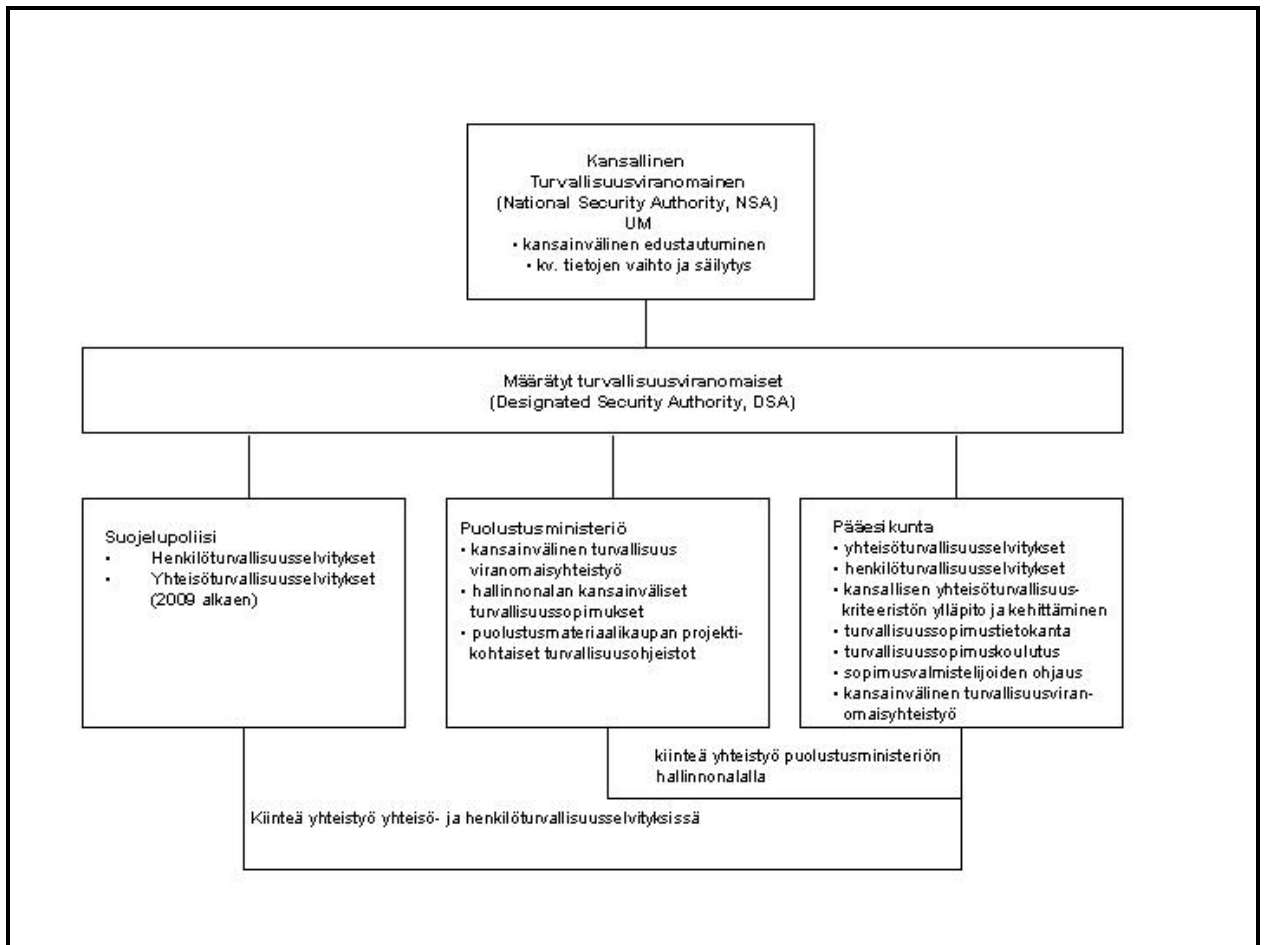 Kansallinen
Turvallisuusviranomainen
(National Security Authority, NSA)
UM
• kansainvälinen edustautuminen
• kv. tietojen vaihto ja säilytys
Määrätyt turvallisuusviranomaiset
(Designated Security Authority, DSA)
Suojelupoliisi
• Henkilöturvallisuusselvitykset
• Yhteisöturvallisuusselvitykset
(2009 alkaen)
Puolustusministeriö
• kansainvälinen turvallisuus
viranomaisyhteistyö
• hallinnonalan kansainväliset
turvallisuussopimukset
• puolustusmateriaalikaupan projekti-
kohtaiset turvallisuusohjeistot
Pääesikunta
• yhteisöturvallisuusselvitykset
• henkilöturvallisuusselvitykset
• kansallisen yhteisöturvallisuus-
kriteeristön ylläpito ja kehittäminen
• turvallisuussopimustietokanta
• turvallisuussopimuskoulutus
• sopimusvalmistelijoiden ohjaus
• kansainvälinen turvallisuusviran-
omaisyhteistyö
kiinteä yhteistyö puolustusministeriön
hallinnonalalla
Kiinteä yhteistyö yhteisö- ja henkilöturvallisuusselvityksissä